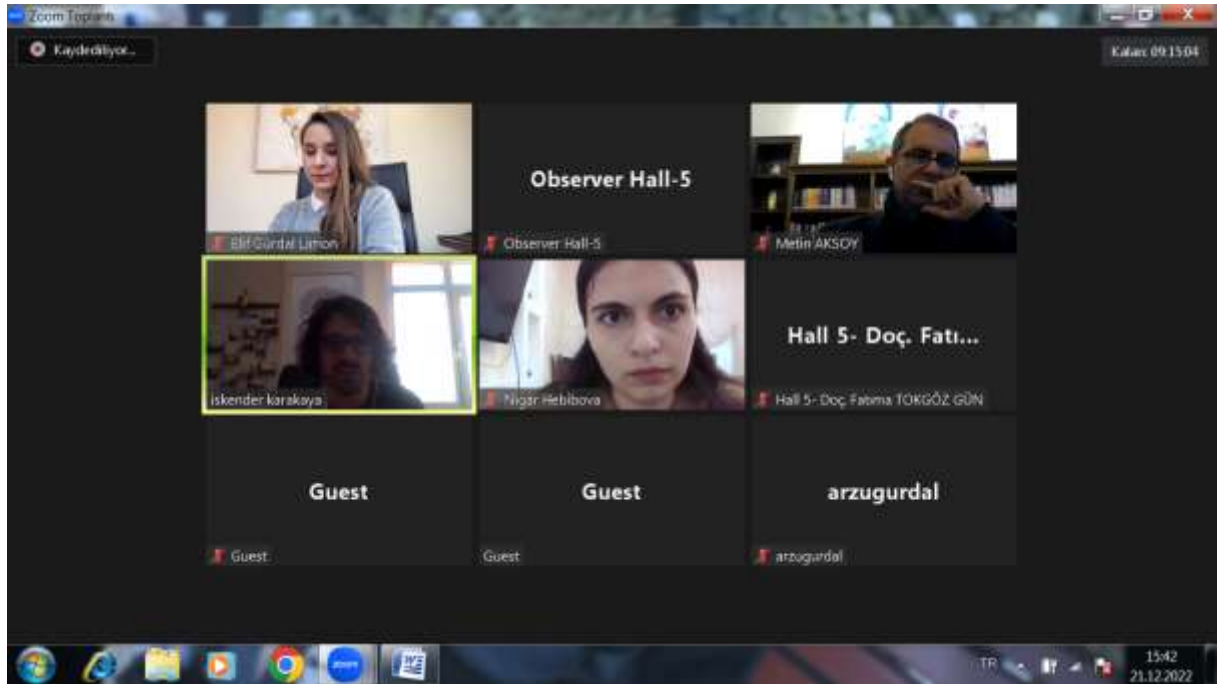 Zoom Toplantı
Kaydediliyor...
Kalan: 09:15:04
Elif Gürdal Limon
Observer Hall-5
Observer Hall-5
Metin AKSOY
iskender karakaya
Nigar Hebibova
Hall 5- Doç. Fatı...
Hall 5- Doç. Fatıma TOKGÖZ GÜN
Guest
Guest
Guest
Guest
arzugurdal
arzugurdal
zoom
TR
15:42
21.12.2022